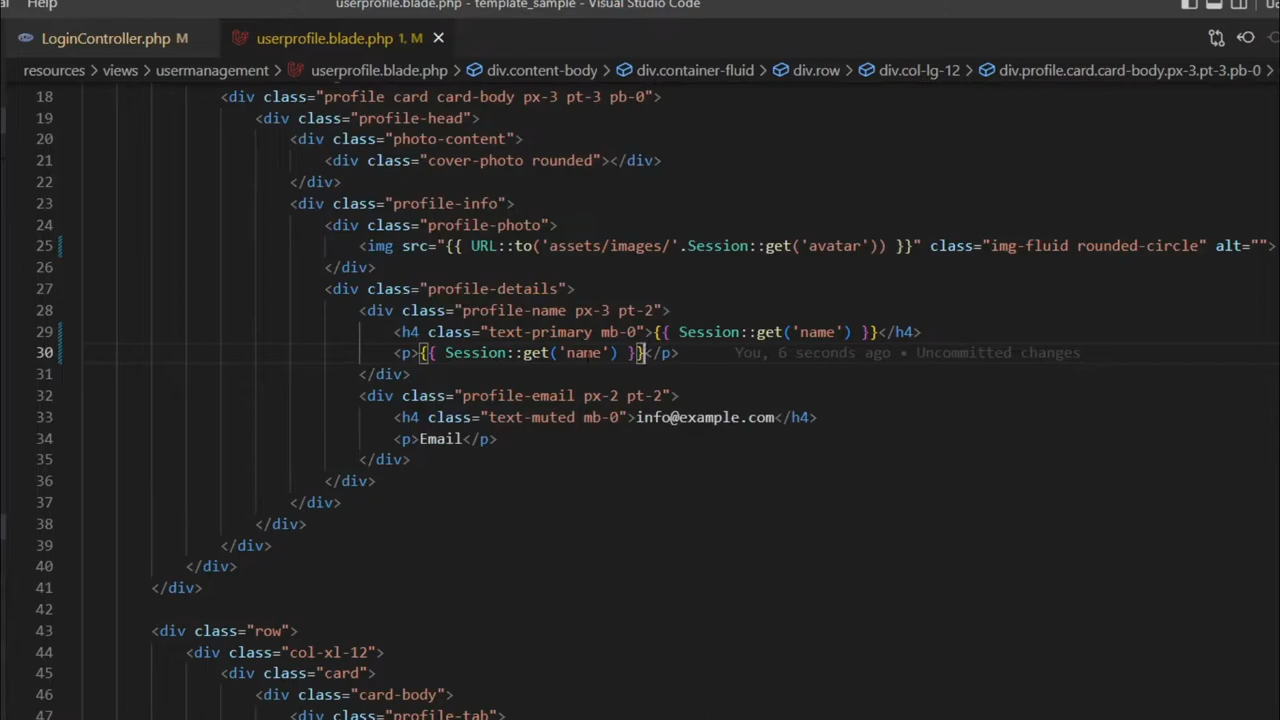 Help
userprofile.blade.php - template_sample - Visual Studio Code
LoginController.php M
userprofile.blade.php 1, M
resources > views > usermanagement > userprofile.blade.php > div.content-body > div.container-fluid > div.row > div.col-lg-12 > div.profile.card.card-body.px-3.pt-3.pb-0 >
18 <div class="profile card card-body px-3 pt-3 pb-0">
19 <div class="profile-head">
20 <div class="photo-content">
21 <div class="cover-photo rounded"></div>
22 </div>
23 <div class="profile-info">
24 <div class="profile-photo">
25 <img src="{{ URL::to('assets/images/'.Session::get('avatar')) }}" class="img-fluid rounded-circle" alt="">
26 </div>
27 <div class="profile-details">
28 <div class="profile-name px-3 pt-2">
29 <h4 class="text-primary mb-0">{{ Session::get('name') }}</h4>
30 <p>{{ Session::get('name') }}</p> You, 6 seconds ago • Uncommitted changes
31 </div>
32 <div class="profile-email px-2 pt-2">
33 <h4 class="text-muted mb-0">info@example.com</h4>
34 <p>Email</p>
35 </div>
36 </div>
37 </div>
38 </div>
39 </div>
40 </div>
41 </div>
42
43 <div class="row">
44 <div class="col-xl-12">
45 <div class="card">
46 <div class="card-body">
47 <div class="profile-tab">